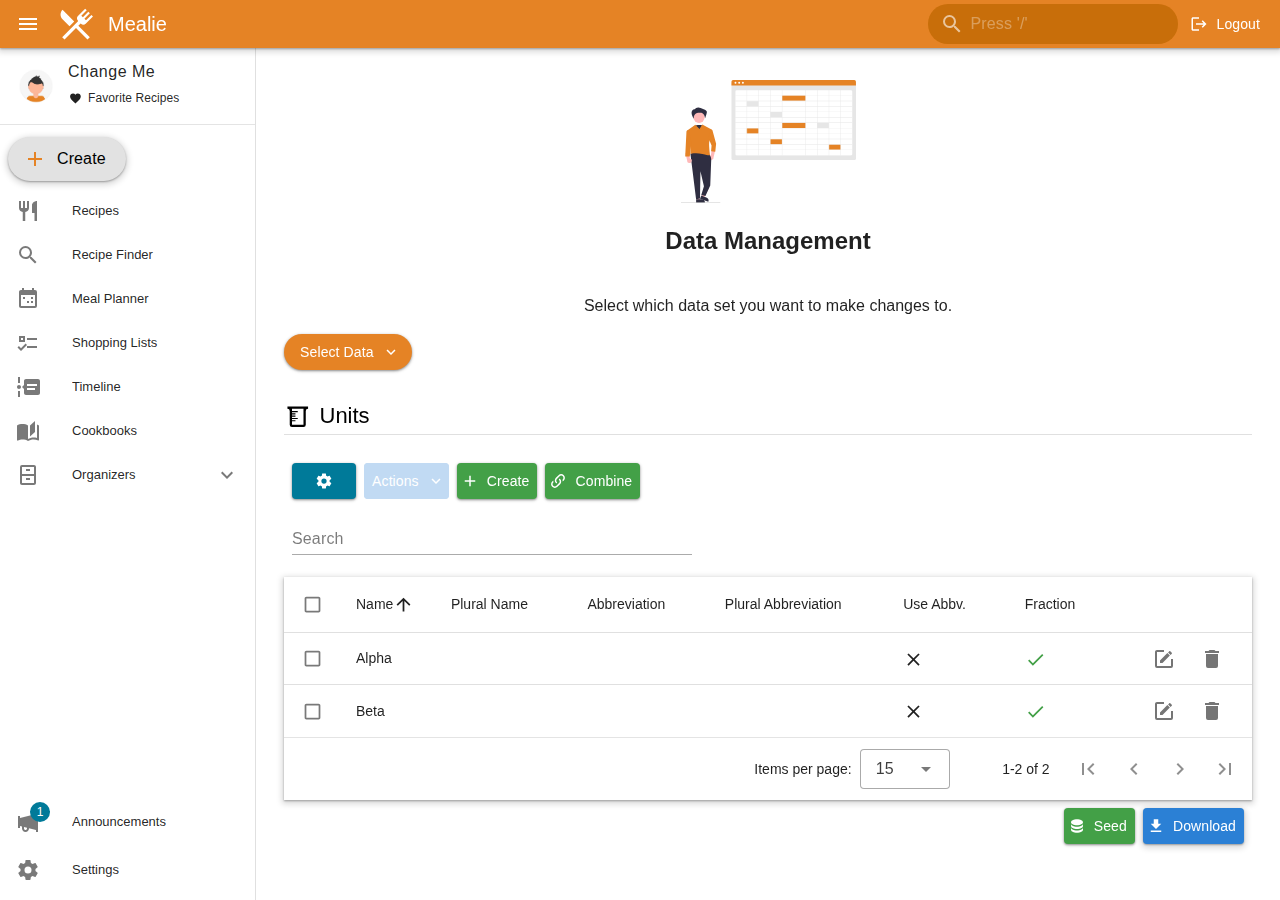 Mealie
Press '/'
Logout
Change Me
Favorite Recipes
Create
Recipes
Recipe Finder
Meal Planner
Shopping Lists
Timeline
Cookbooks
Organizers
1
Announcements
Settings
Data Management
Select which data set you want to make changes to.
Select Data
Units
Actions
Create
Combine
Search
Name Plural Name Abbreviation Plural Abbreviation Use Abbv. Fraction
Alpha
Beta
Items per page: 15 1-2 of 2
Seed
Download